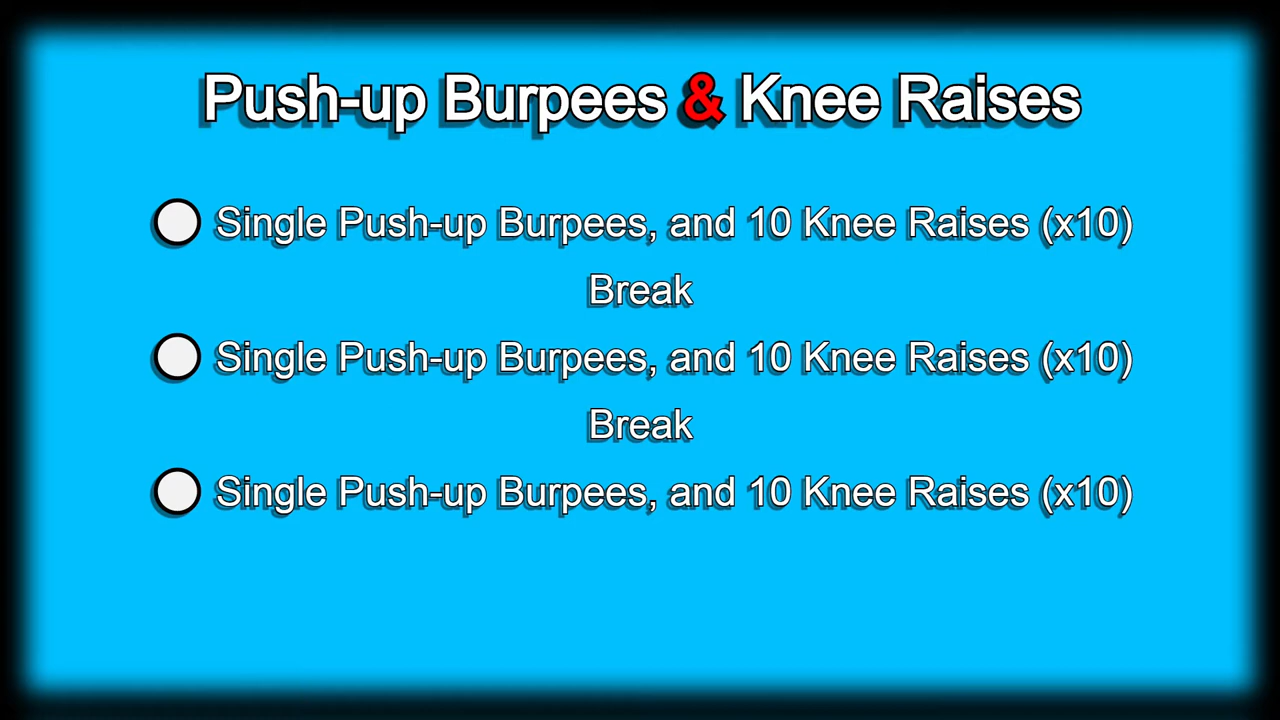 Push-up Burpees & Knee Raises
Single Push-up Burpees, and 10 Knee Raises (x10)
Break
Single Push-up Burpees, and 10 Knee Raises (x10)
Break
Single Push-up Burpees, and 10 Knee Raises (x10)